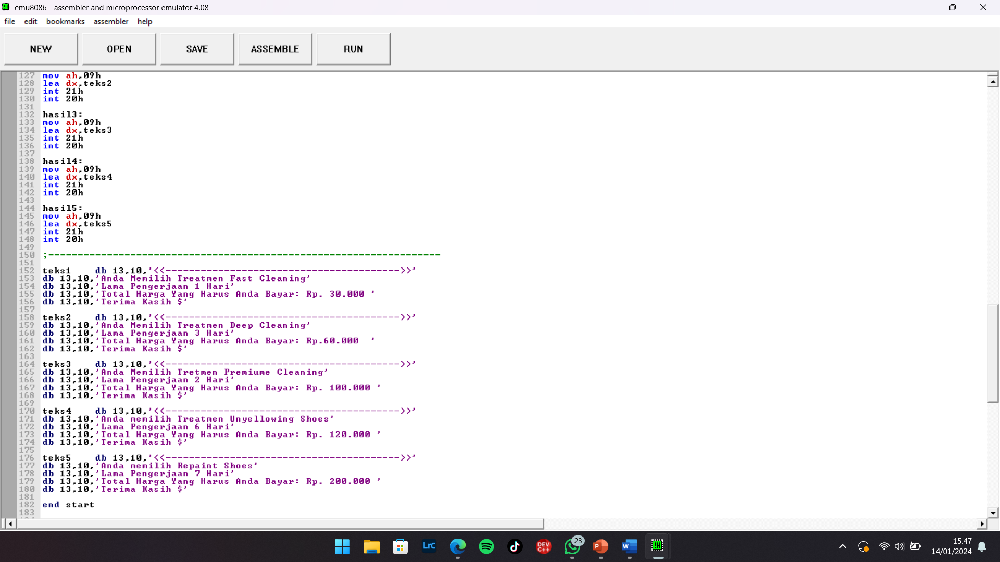 emu8086 - assembler and microprocessor emulator 4.08
file edit bookmarks assembler help
NEW OPEN SAVE ASSEMBLE RUN
127 mov ah,09h
128 lea dx,teks2
129 int 21h
130 int 20h
131
132 hasil3:
133 mov ah,09h
134 lea dx,teks3
135 int 21h
136 int 20h
137
138 hasil4:
139 mov ah,09h
140 lea dx,teks4
141 int 21h
142 int 20h
143
144 hasil5:
145 mov ah,09h
146 lea dx,teks5
147 int 21h
148 int 20h
149
150 ;-------------------------------------------------------------------
151
152 teks1    db 13,10,'<<---------------------------------------->>'
153 db 13,10,'Anda Memilih Treatmen Fast Cleaning'
154 db 13,10,'Lama Pengerjaan 1 Hari'
155 db 13,10,'Total Harga Yang Harus Anda Bayar: Rp. 30.000 '
156 db 13,10,'Terima Kasih $'
157
158 teks2    db 13,10,'<<---------------------------------------->>'
159 db 13,10,'Anda Memilih Treatmen Deep Cleaning'
160 db 13,10,'Lama Pengerjaan 3 Hari'
161 db 13,10,'Total Harga Yang Harus Anda Bayar: Rp.60.000  '
162 db 13,10,'Terima Kasih $'
163
164 teks3    db 13,10,'<<---------------------------------------->>'
165 db 13,10,'Anda Memilih Tretmen Premiume Cleaning'
166 db 13,10,'Lama Pengerjaan 2 Hari'
167 db 13,10,'Total Harga Yang Harus Anda Bayar: Rp. 100.000 '
168 db 13,10,'Terima Kasih $'
169
170 teks4    db 13,10,'<<---------------------------------------->>'
171 db 13,10,'Anda memilih Treatmen Unyellowing Shoes'
172 db 13,10,'Lama Pengerjaan 6 Hari'
173 db 13,10,'Total Harga Yang Harus Anda Bayar: Rp. 120.000 '
174 db 13,10,'Terima Kasih $'
175
176 teks5    db 13,10,'<<---------------------------------------->>'
177 db 13,10,'Anda memilih Repaint Shoes'
178 db 13,10,'Lama Pengerjaan 7 Hari'
179 db 13,10,'Total Harga Yang Harus Anda Bayar: Rp. 200.000 '
180 db 13,10,'Terima Kasih $'
181
182 end start
183
LrC DEV C++ 23 P W
15.47
14/01/2024